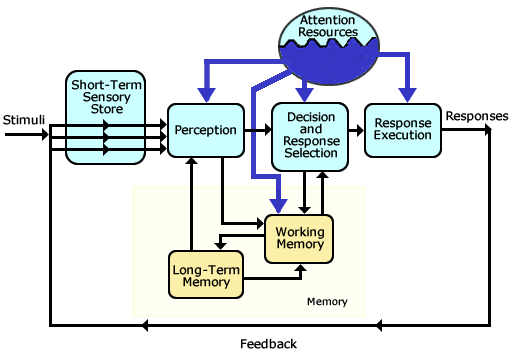 Attention
Resources
Short-Term
Sensory
Store
Stimuli
Perception
Decision
and
Response
Selection
Response
Execution
Responses
Working
Memory
Long-Term
Memory
Memory
Feedback